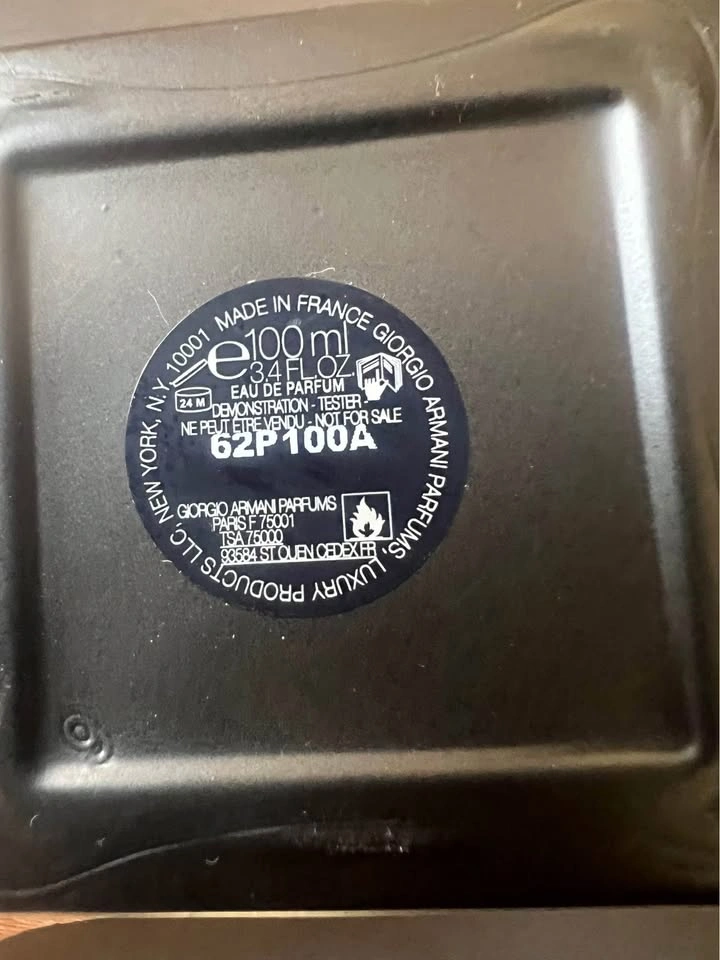 MADE IN FRANCE GIORGIO ARMANI PARFUMS, LUXURY PRODUCTS LLC, NEW YORK, N.Y. 10001
e100 ml
3.4 FL.OZ.
24 M
EAU DE PARFUM
DEMONSTRATION - TESTER -
NE PEUT ÊTRE VENDU - NOT FOR SALE
62P100A
GIORGIO ARMANI PARFUMS
PARIS F 75001
TSA 75000
93584 ST OUEN CEDEX FR